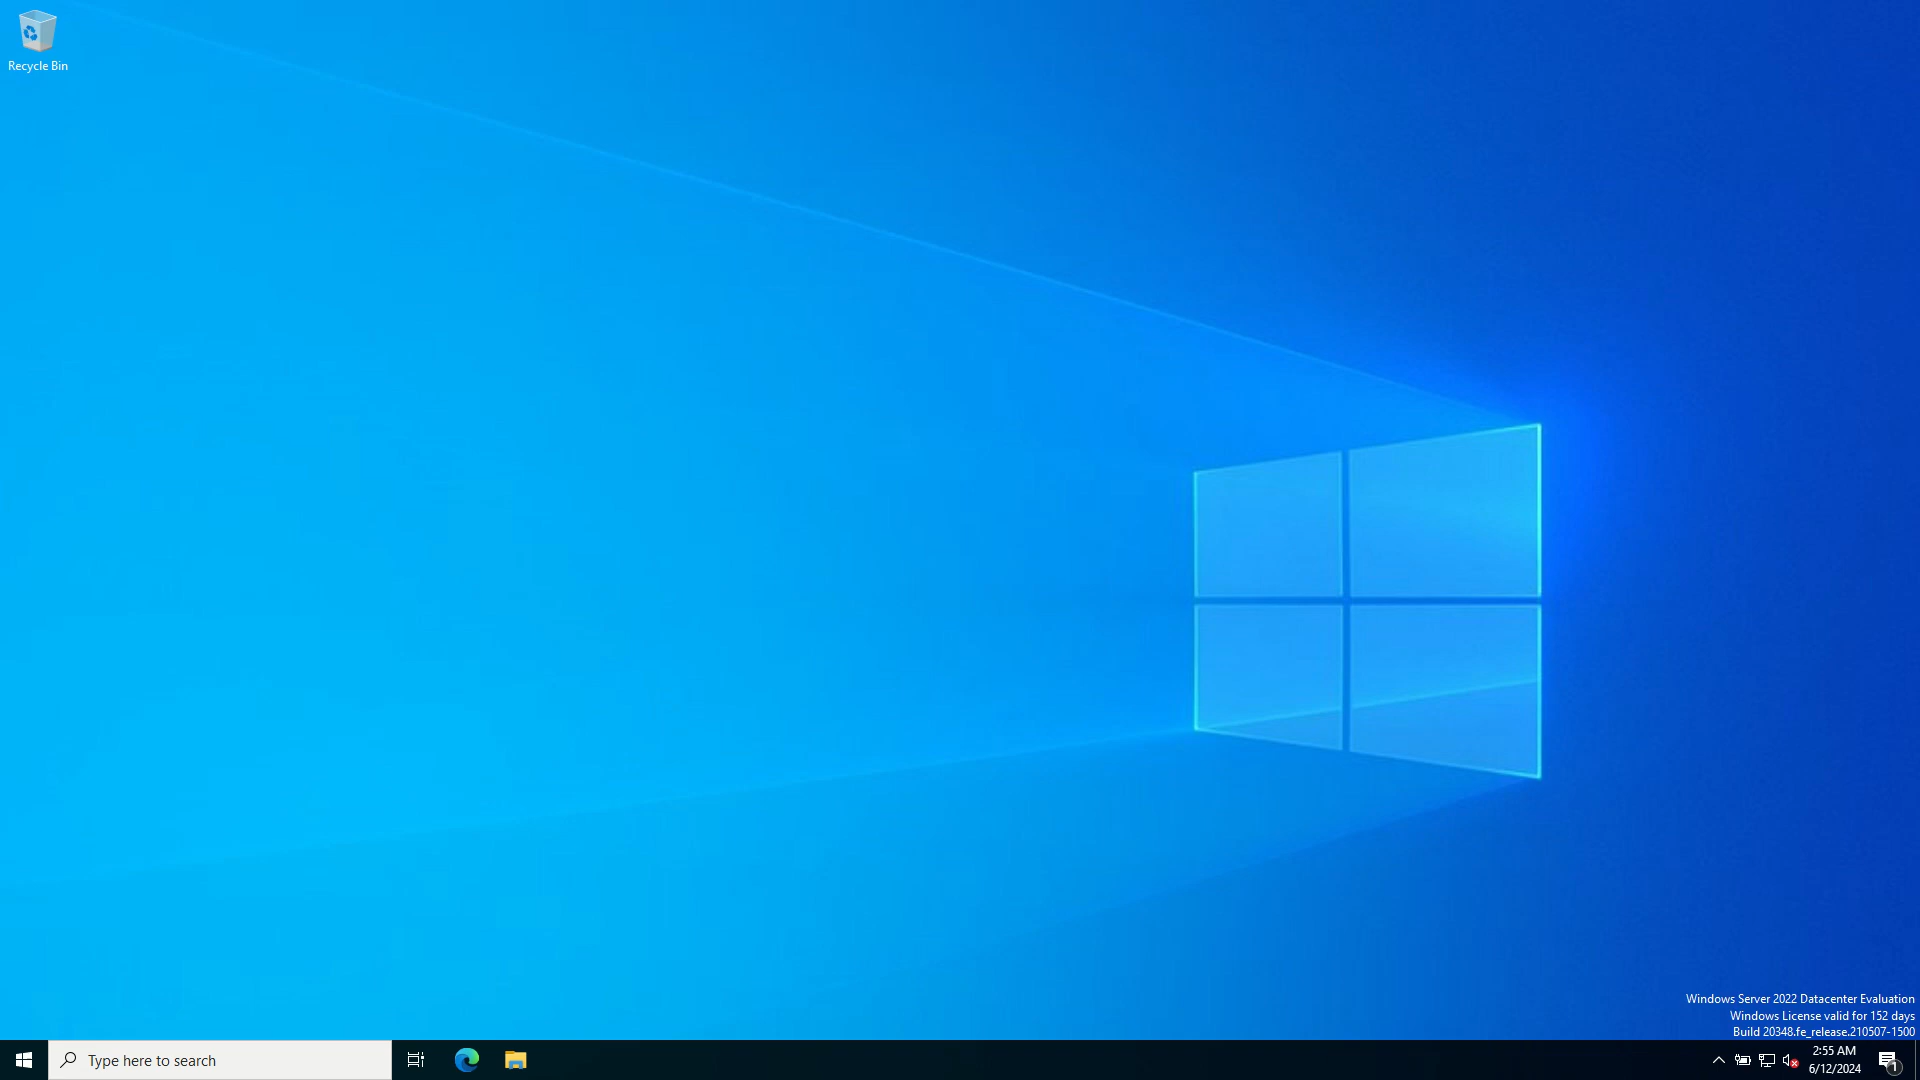 Recycle Bin
Windows Server 2022 Datacenter Evaluation
Windows License valid for 152 days
Build 20348.fe_release.210507-1500
Type here to search
2:55 AM
6/12/2024
1